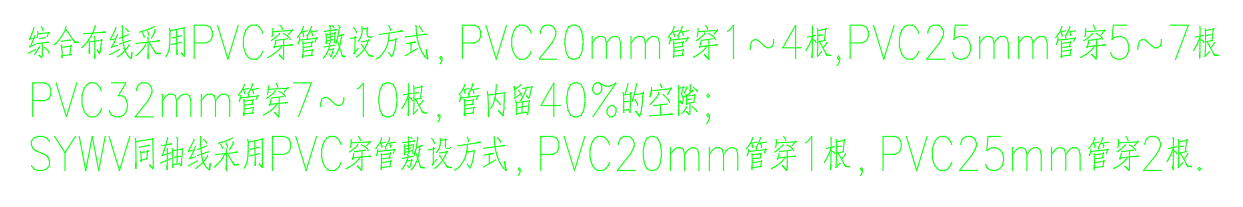 综合布线采用PVC穿管敷设方式, PVC20mm管穿1~4根,PVC25mm管穿5~7根
PVC32mm管穿7~10根, 管内留40%的空隙;
SYWV同轴线采用PVC穿管敷设方式, PVC20mm管穿1根, PVC25mm管穿2根.